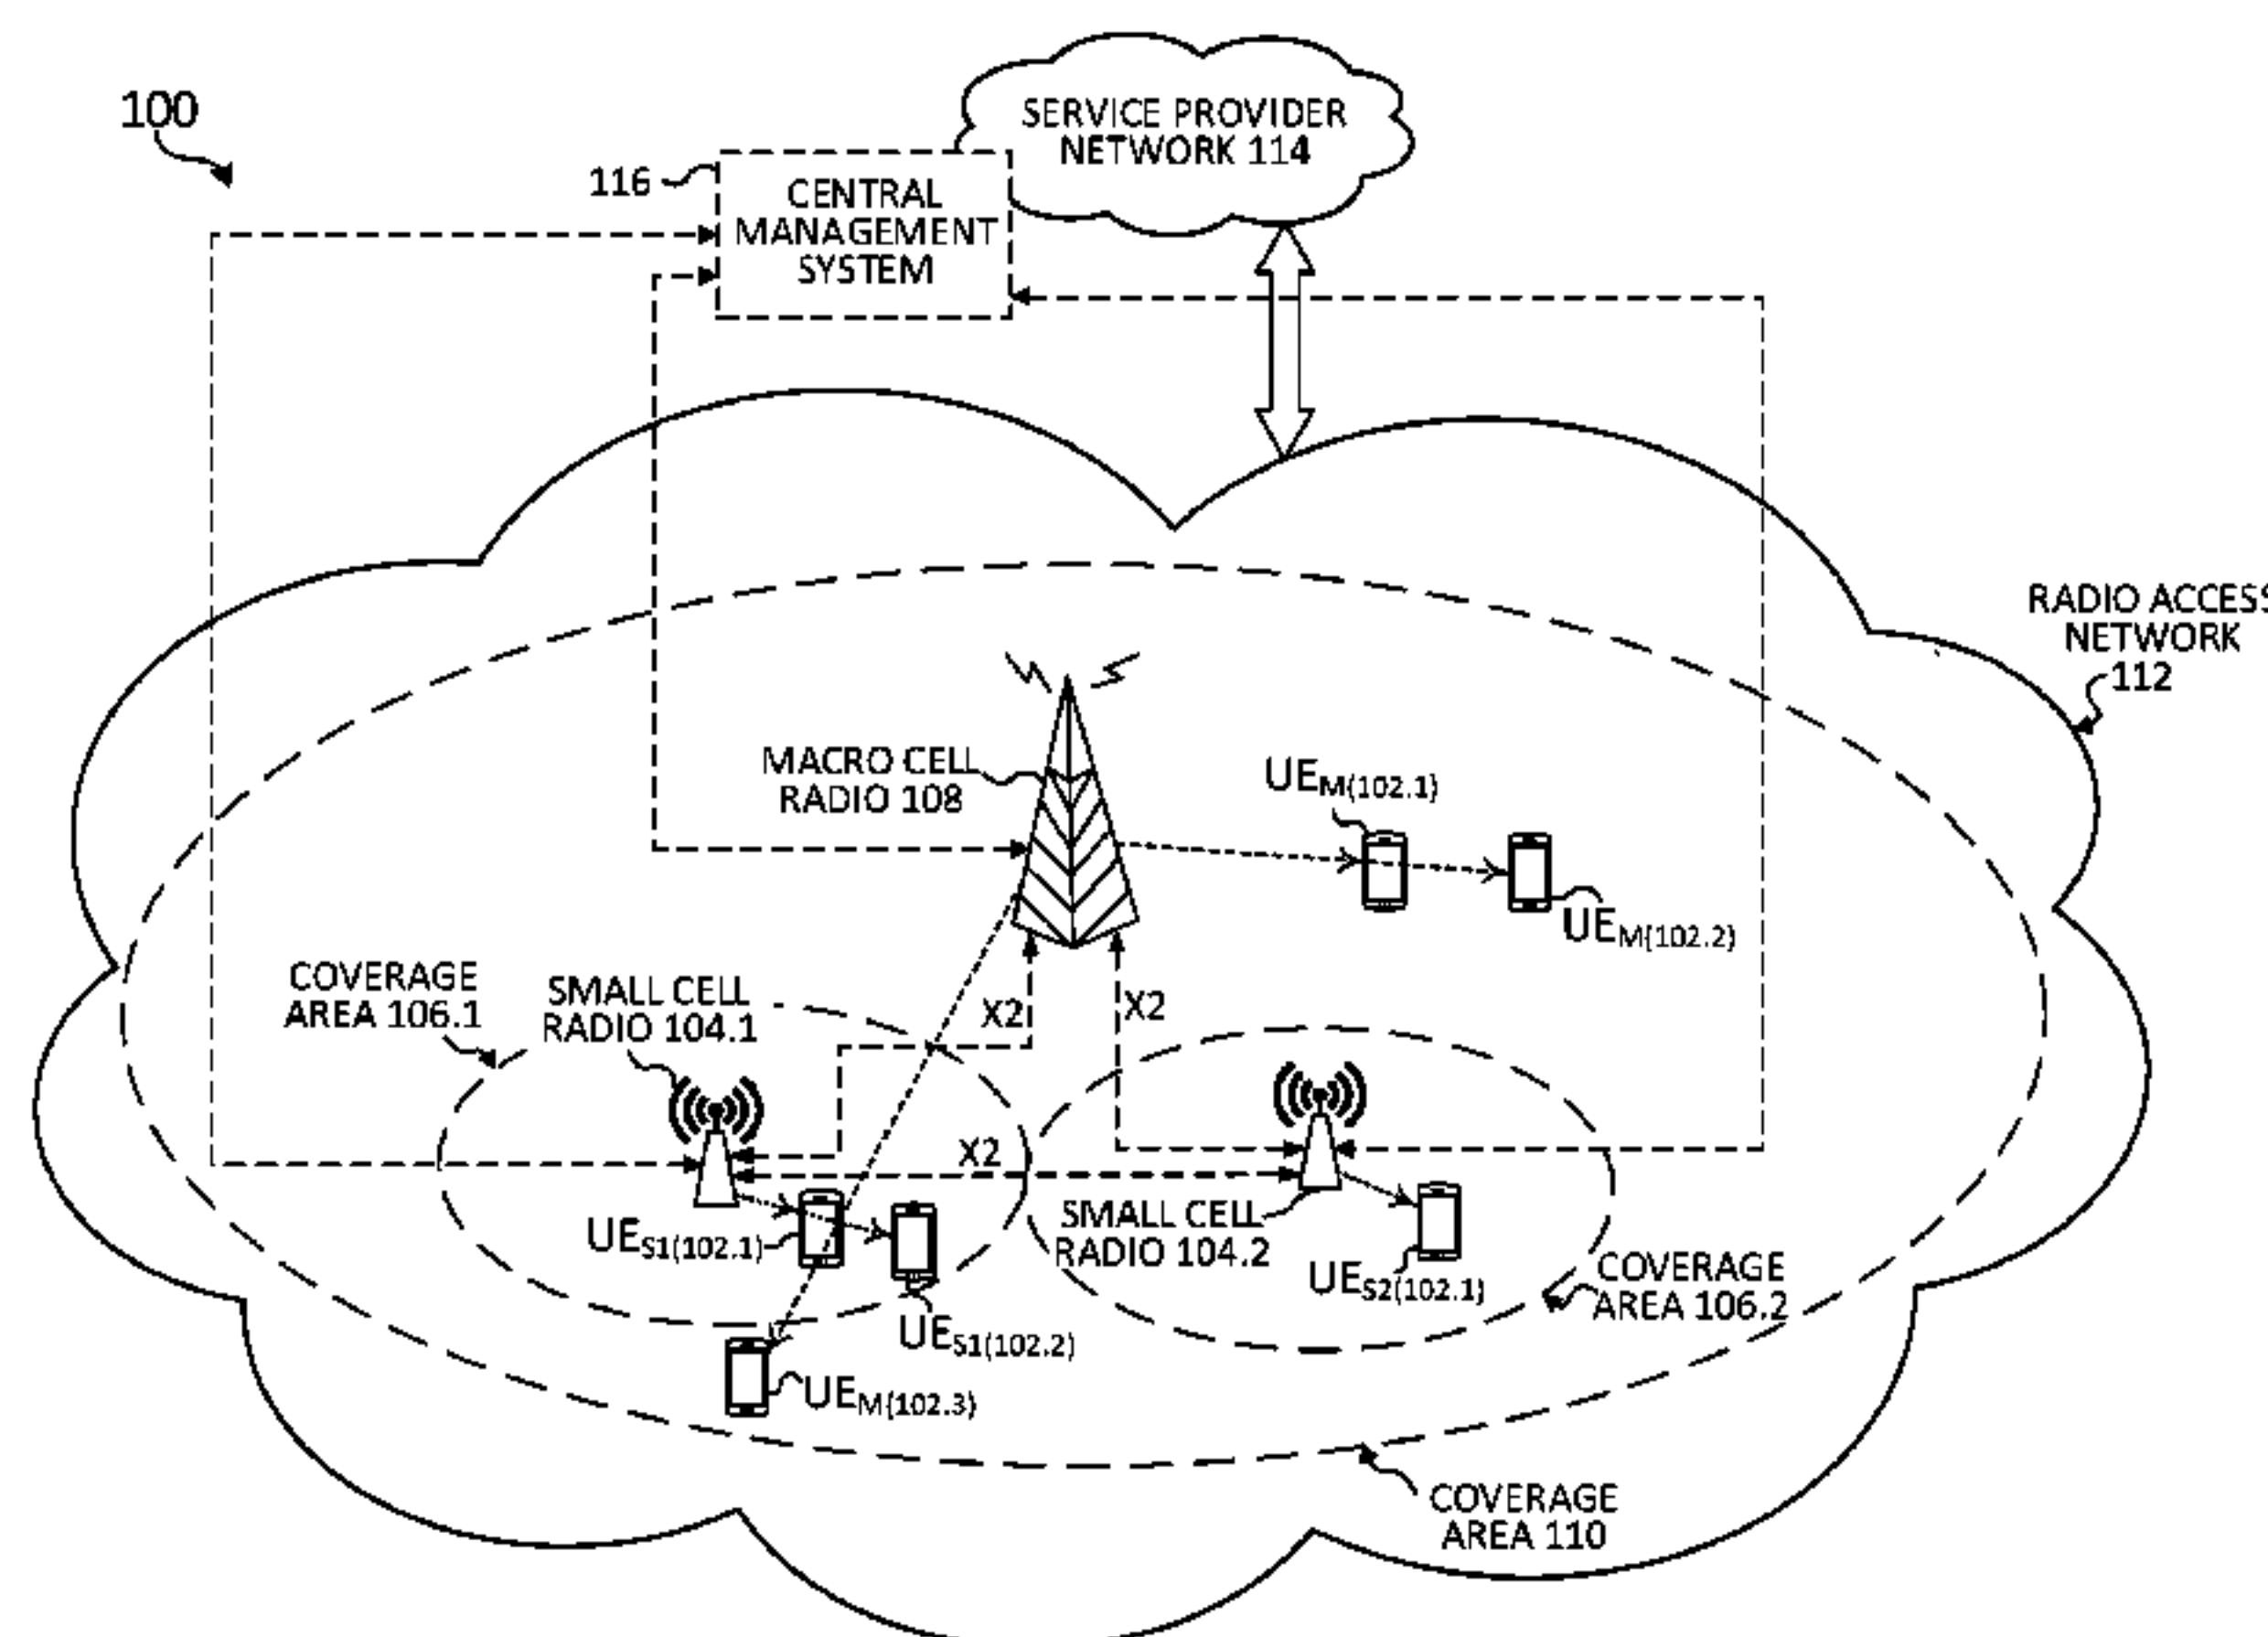 100
SERVICE PROVIDER
NETWORK 114
116
CENTRAL
MANAGEMENT
SYSTEM
RADIO ACCESS
NETWORK
112
MACRO CELL
RADIO 108
UEM(102.1)
UEM(102.2)
COVERAGE
AREA 106.1
SMALL CELL
RADIO 104.1
X2
X2
X2
UES1(102.1)
SMALL CELL
RADIO 104.2
UES2(102.1)
COVERAGE
AREA 106.2
UES1(102.2)
UEM(102.3)
COVERAGE
AREA 110